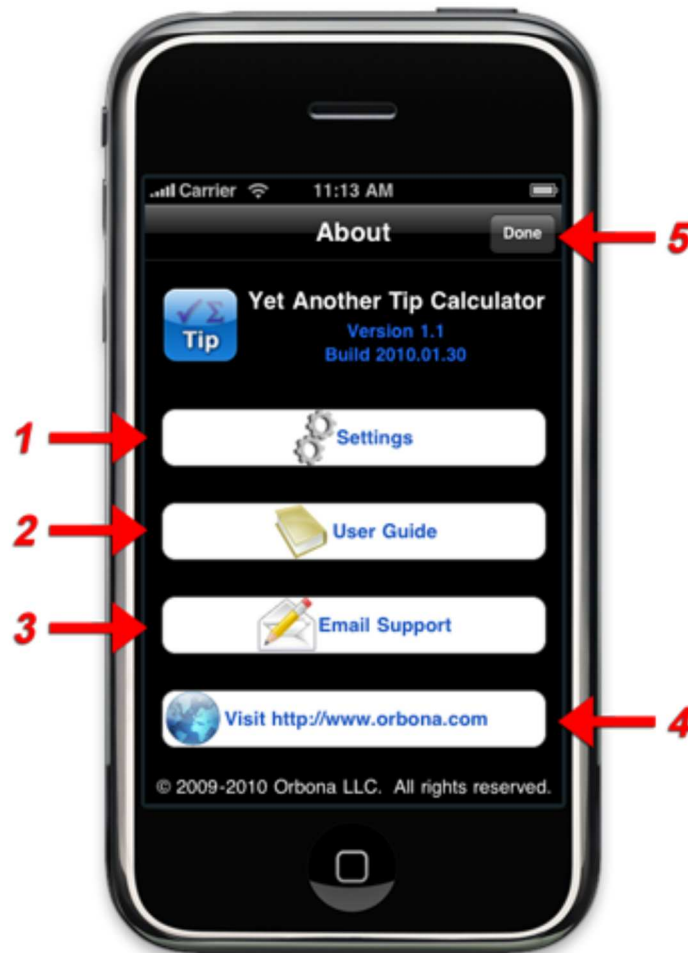 Carrier 11:13 AM
About
Done
5
√ Σ
Tip
Yet Another Tip Calculator
Version 1.1
Build 2010.01.30
1
Settings
2
User Guide
3
Email Support
Visit http://www.orbona.com
4
© 2009-2010 Orbona LLC. All rights reserved.